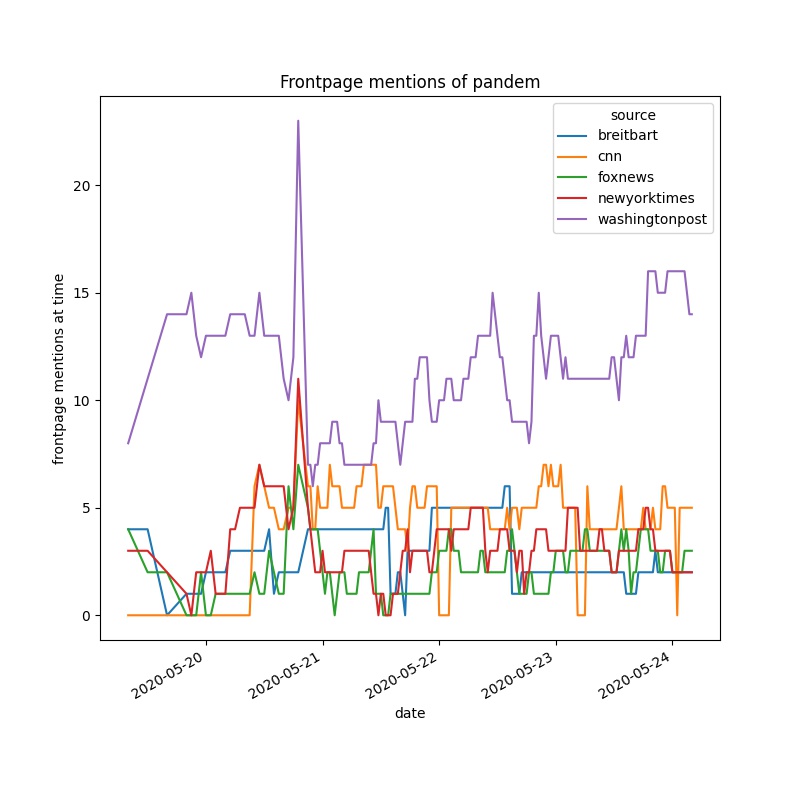 Frontpage mentions of pandem
source
breitbart
cnn
foxnews
newyorktimes
washingtonpost
frontpage mentions at time
20
15
10
5
0
2020-05-20
2020-05-21
2020-05-22
2020-05-23
2020-05-24
date